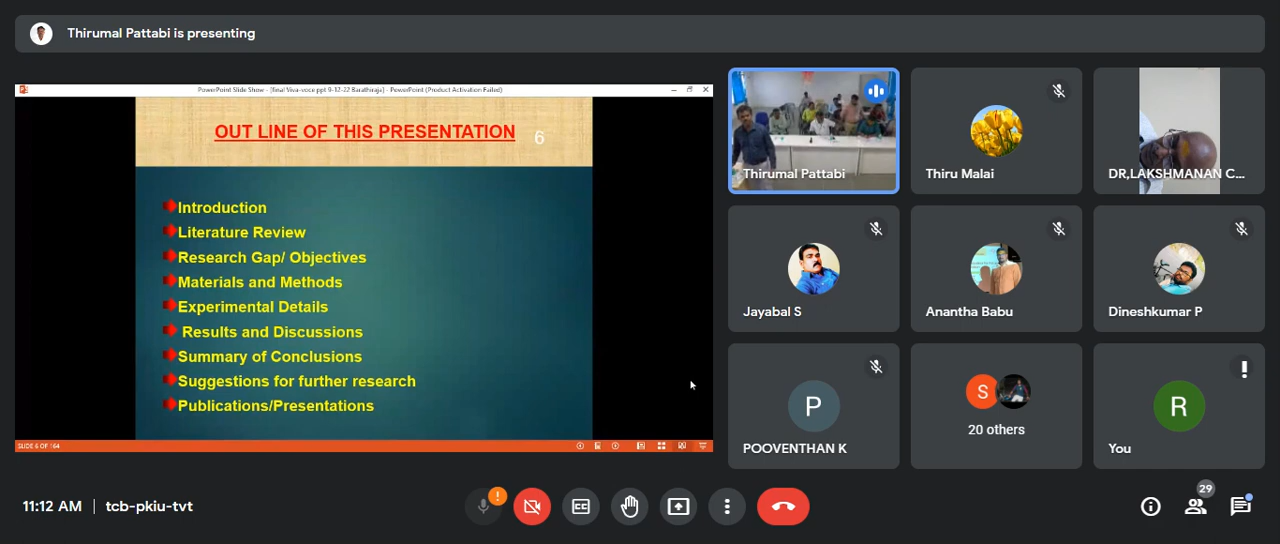 Thirumal Pattabi is presenting
PowerPoint Slide Show - [final Viva-voce.ppt 9-12-22 Barathiraja] - PowerPoint (Product Activation Failed)
OUT LINE OF THIS PRESENTATION
6
Introduction
Literature Review
Research Gap/ Objectives
Materials and Methods
Experimental Details
Results and Discussions
Summary of Conclusions
Suggestions for further research
Publications/Presentations
SLIDE 6 OF 164
Thirumal Pattabi
Thiru Malai
DR,LAKSHMANAN C...
Jayabal S
Anantha Babu
Dineshkumar P
P
POOVENTHAN K
S
20 others
R
You
11:12 AM | tcb-pkiu-tvt
CC
29